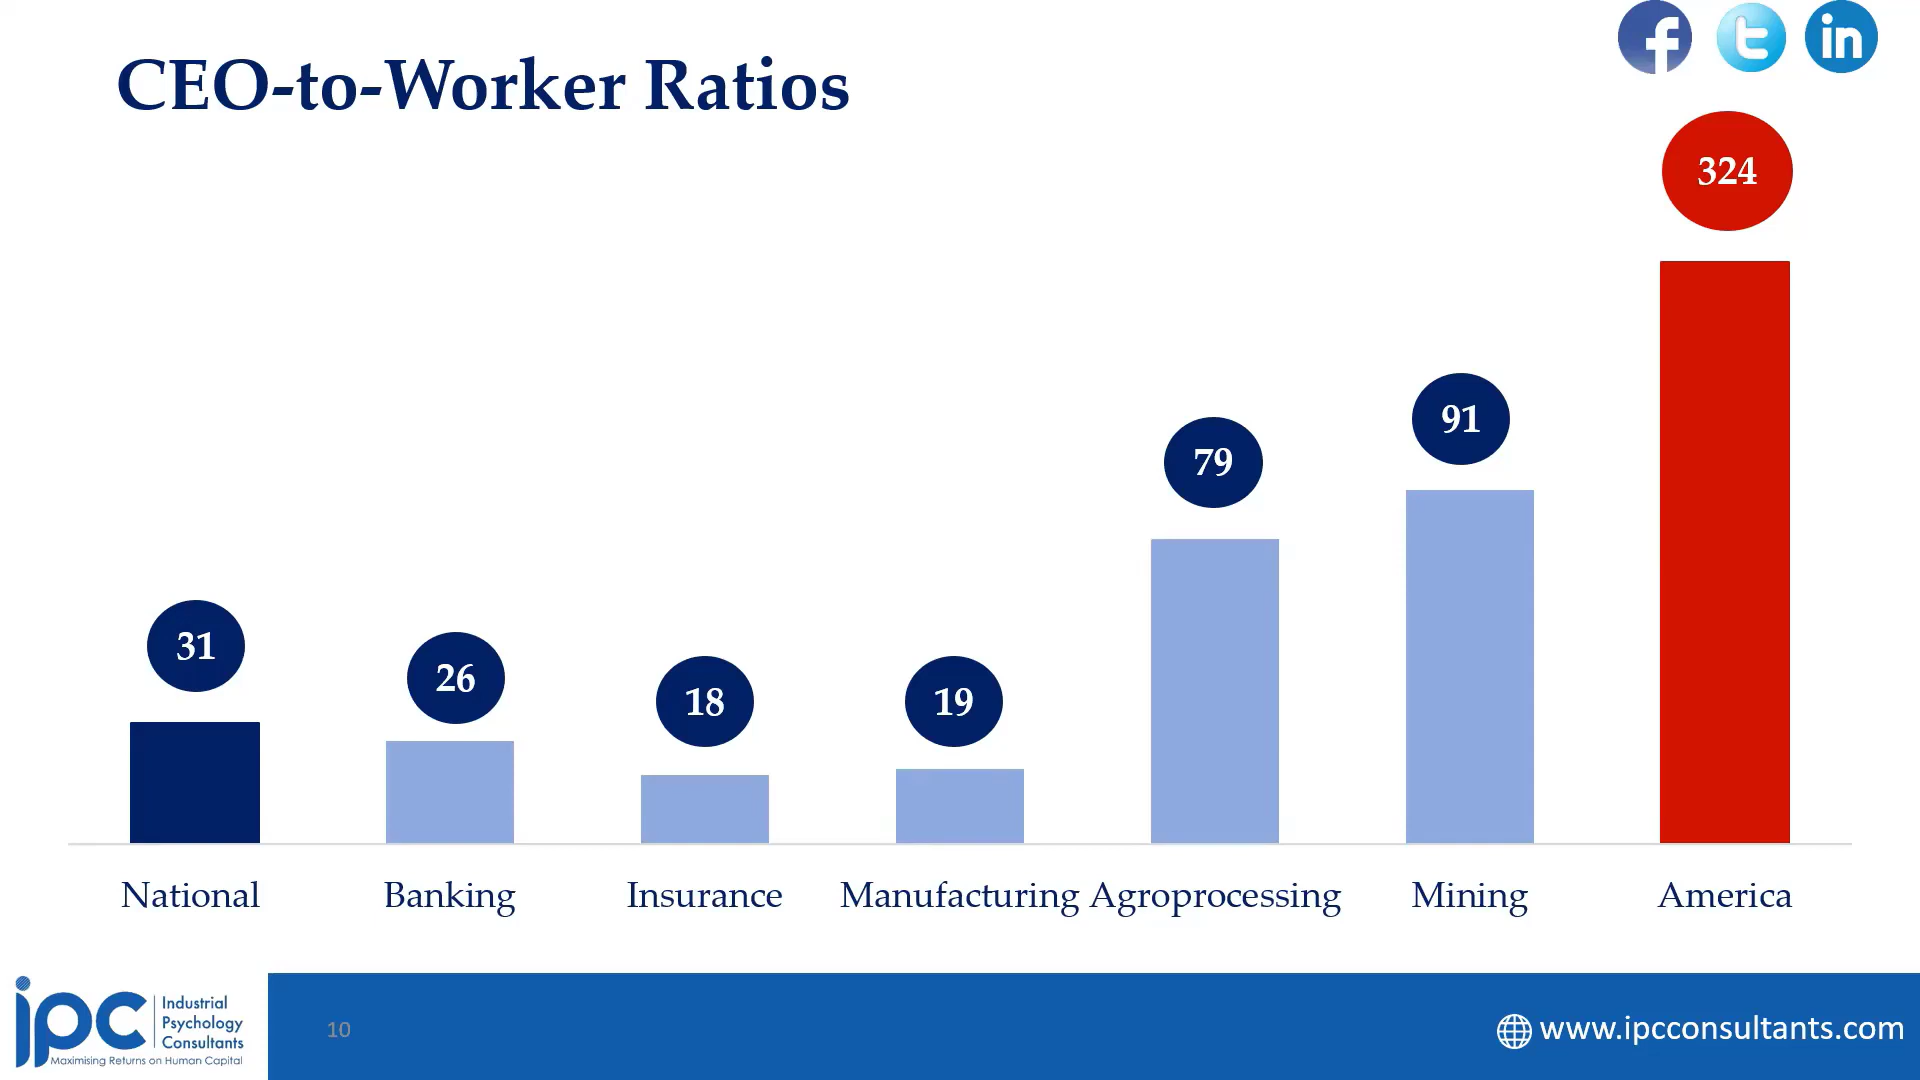 CEO-to-Worker Ratios
f
t
in
324
91
79
31
26
18
19
National
Banking
Insurance
Manufacturing
Agroprocessing
Mining
America
ipc
Industrial
Psychology
Consultants
Maximising Returns on Human Capital
10
www.ipcconsultants.com